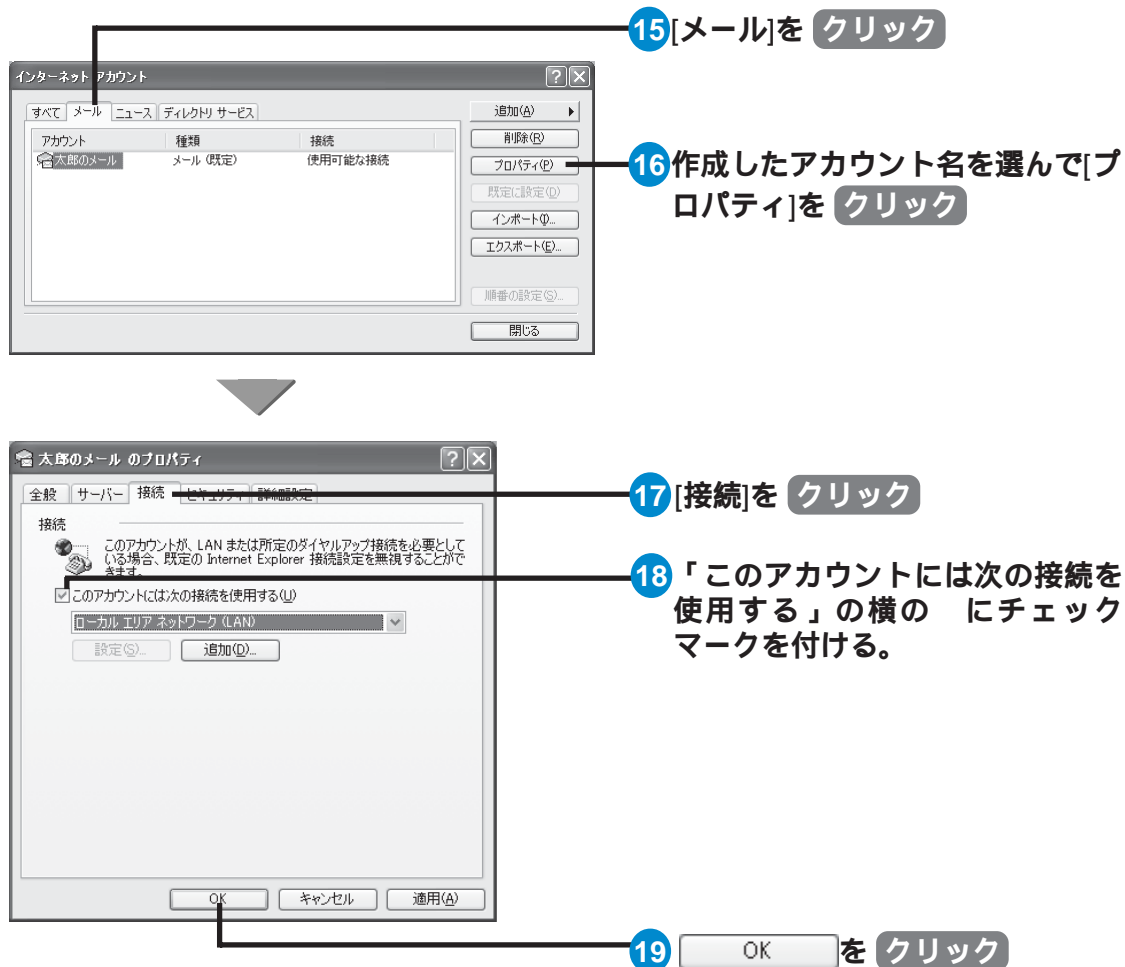 15 [メール]を クリック
インターネット アカウント
すべて メール ニュース ディレクトリ サービス
追加(A)
アカウント 種類 接続
削除(R)
太郎のメール メール (既定) 使用可能な接続
プロパティ(P)
16 作成したアカウント名を選んで[プ
ロパティ]を クリック
既定に設定(D)
インポート(I)...
エクスポート(E)...
順番の設定(S)...
閉じる
太郎のメール のプロパティ
全般 サーバー 接続 セキュリティ 詳細設定
17 [接続]を クリック
接続
このアカウントが、LAN または所定のダイヤルアップ接続を必要として
いる場合、既定の Internet Explorer 接続設定を無視することがで
きます。
18 「このアカウントには次の接続を
使用する」の横の にチェック
マークを付ける。
このアカウントには次の接続を使用する(U)
ローカル エリア ネットワーク (LAN)
設定(S)... 追加(D)...
OK キャンセル 適用(A)
19 OK を クリック